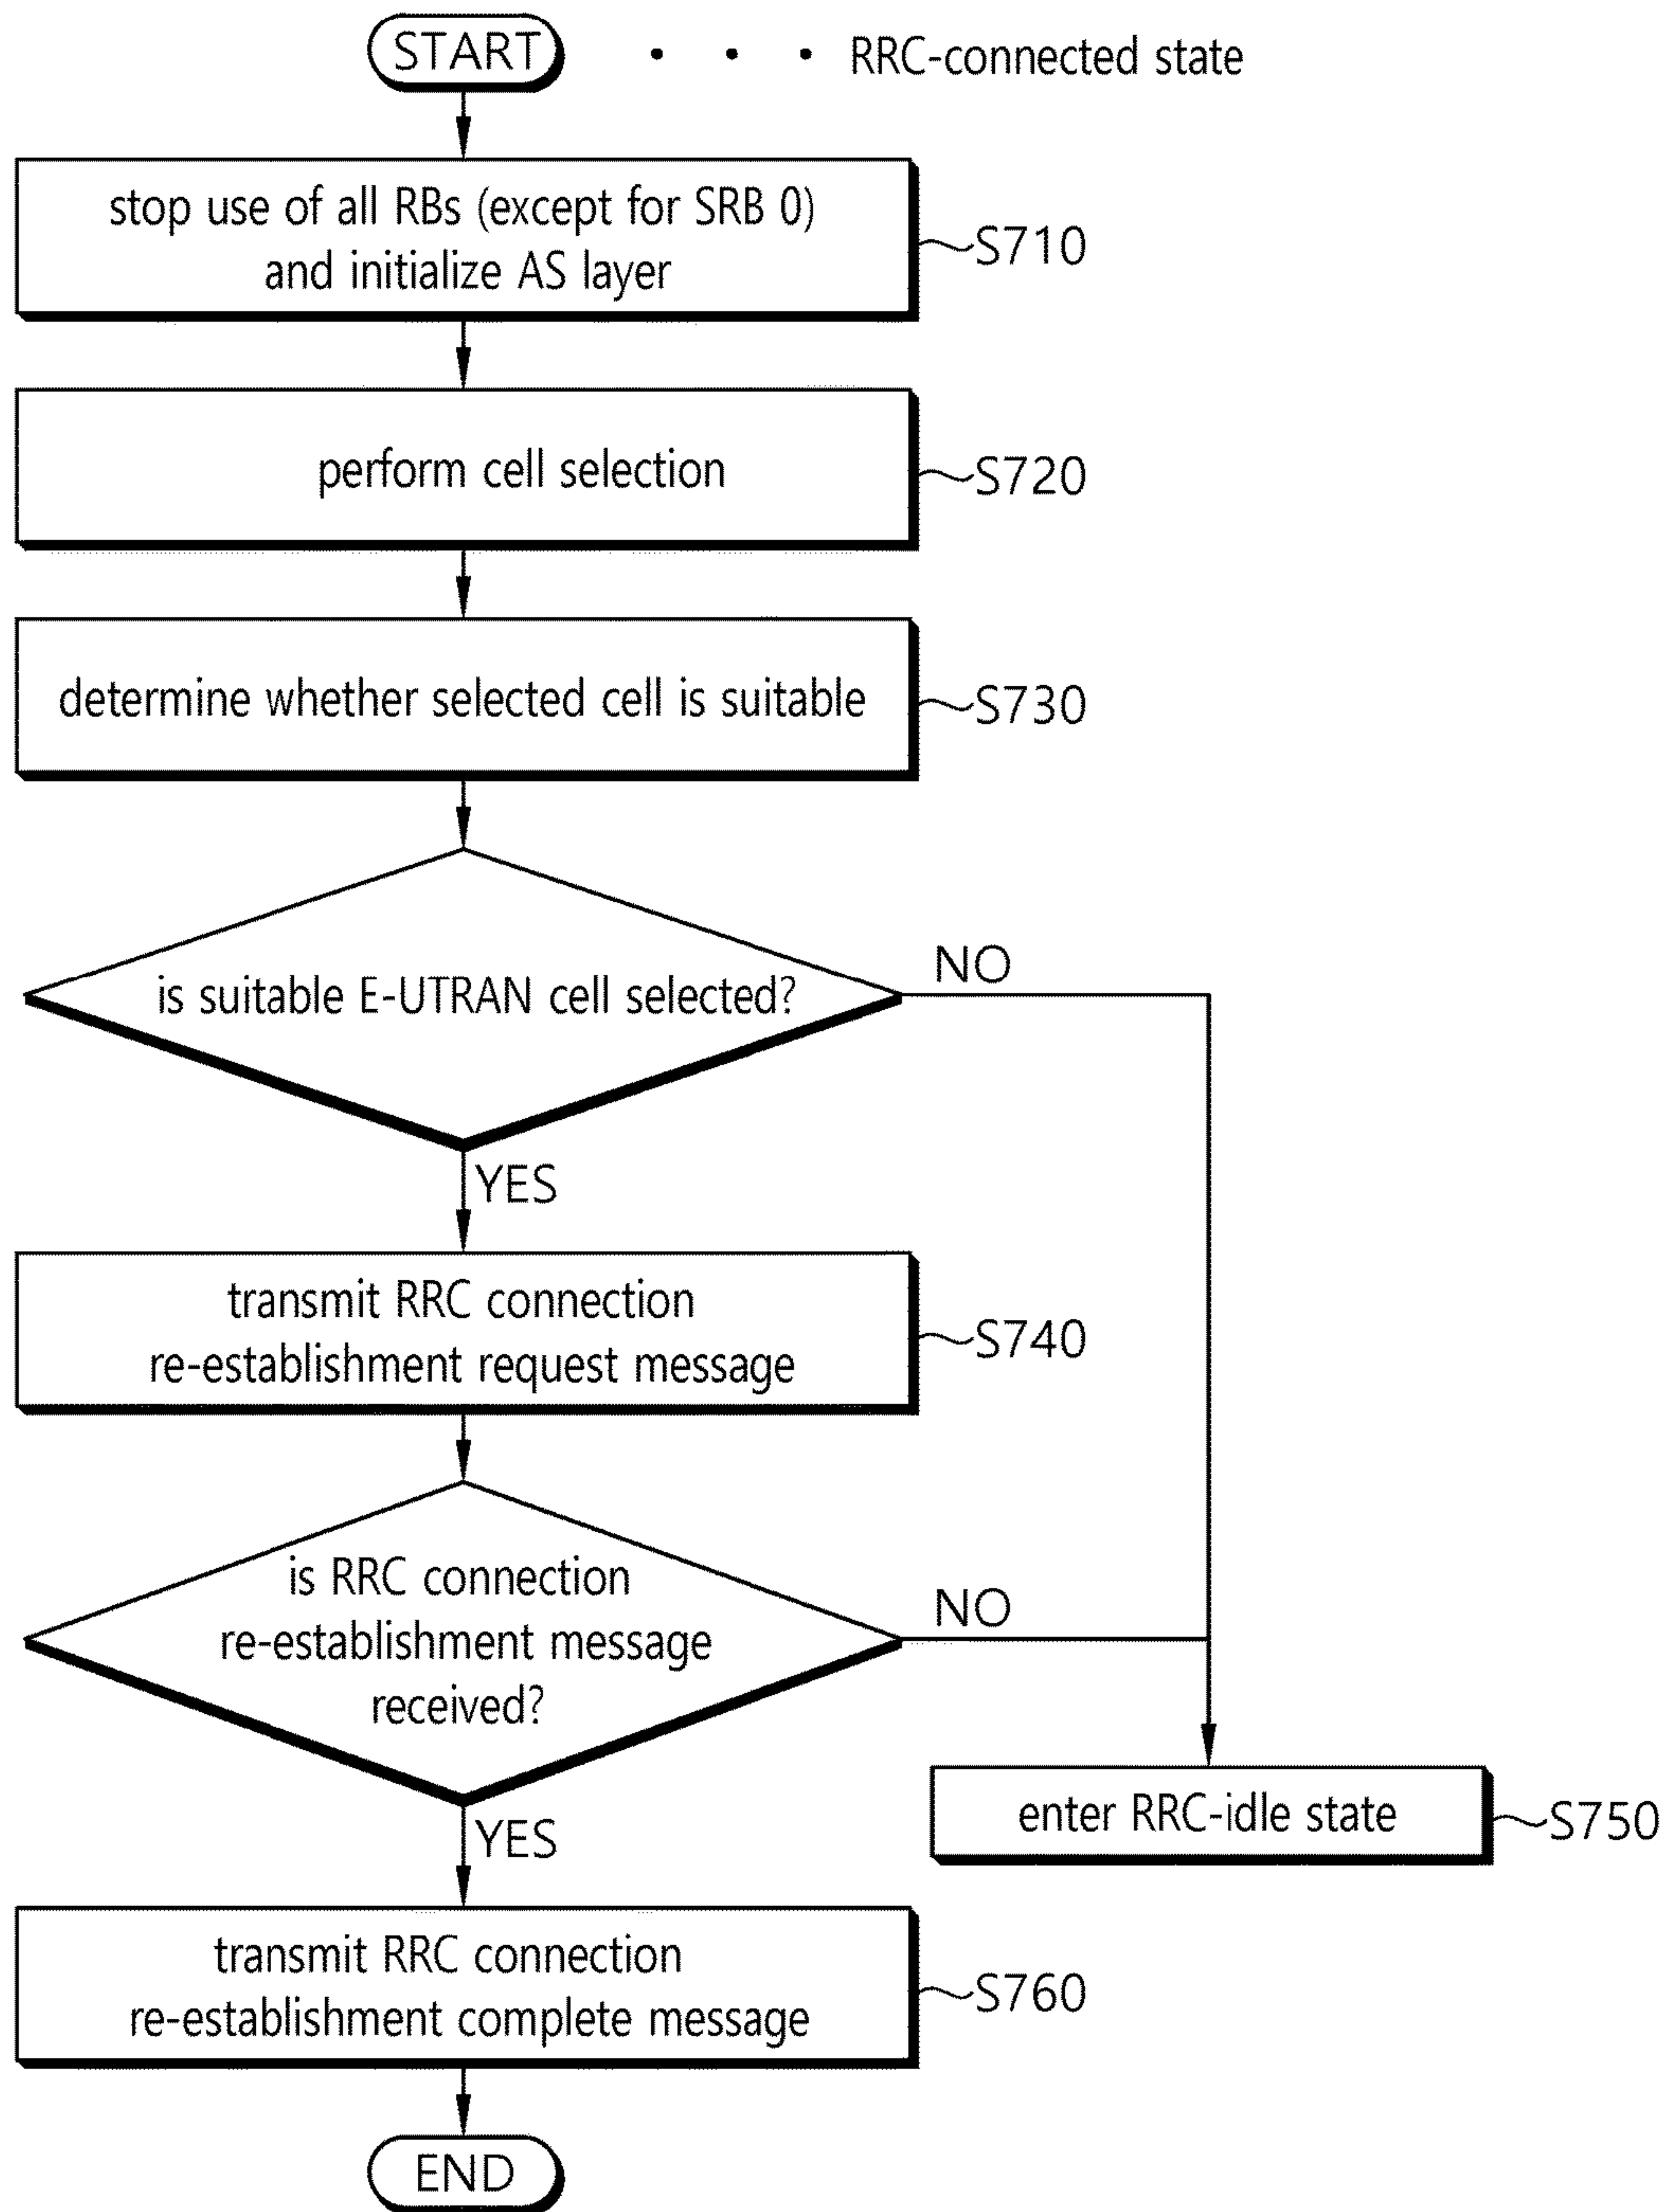 START
RRC-connected state
stop use of all RBs (except for SRB 0)
and initialize AS layer
S710
perform cell selection
S720
determine whether selected cell is suitable
S730
is suitable E-UTRAN cell selected?
NO
YES
transmit RRC connection
re-establishment request message
S740
is RRC connection
re-establishment message
received?
NO
YES
enter RRC-idle state
S750
transmit RRC connection
re-establishment complete message
S760
END